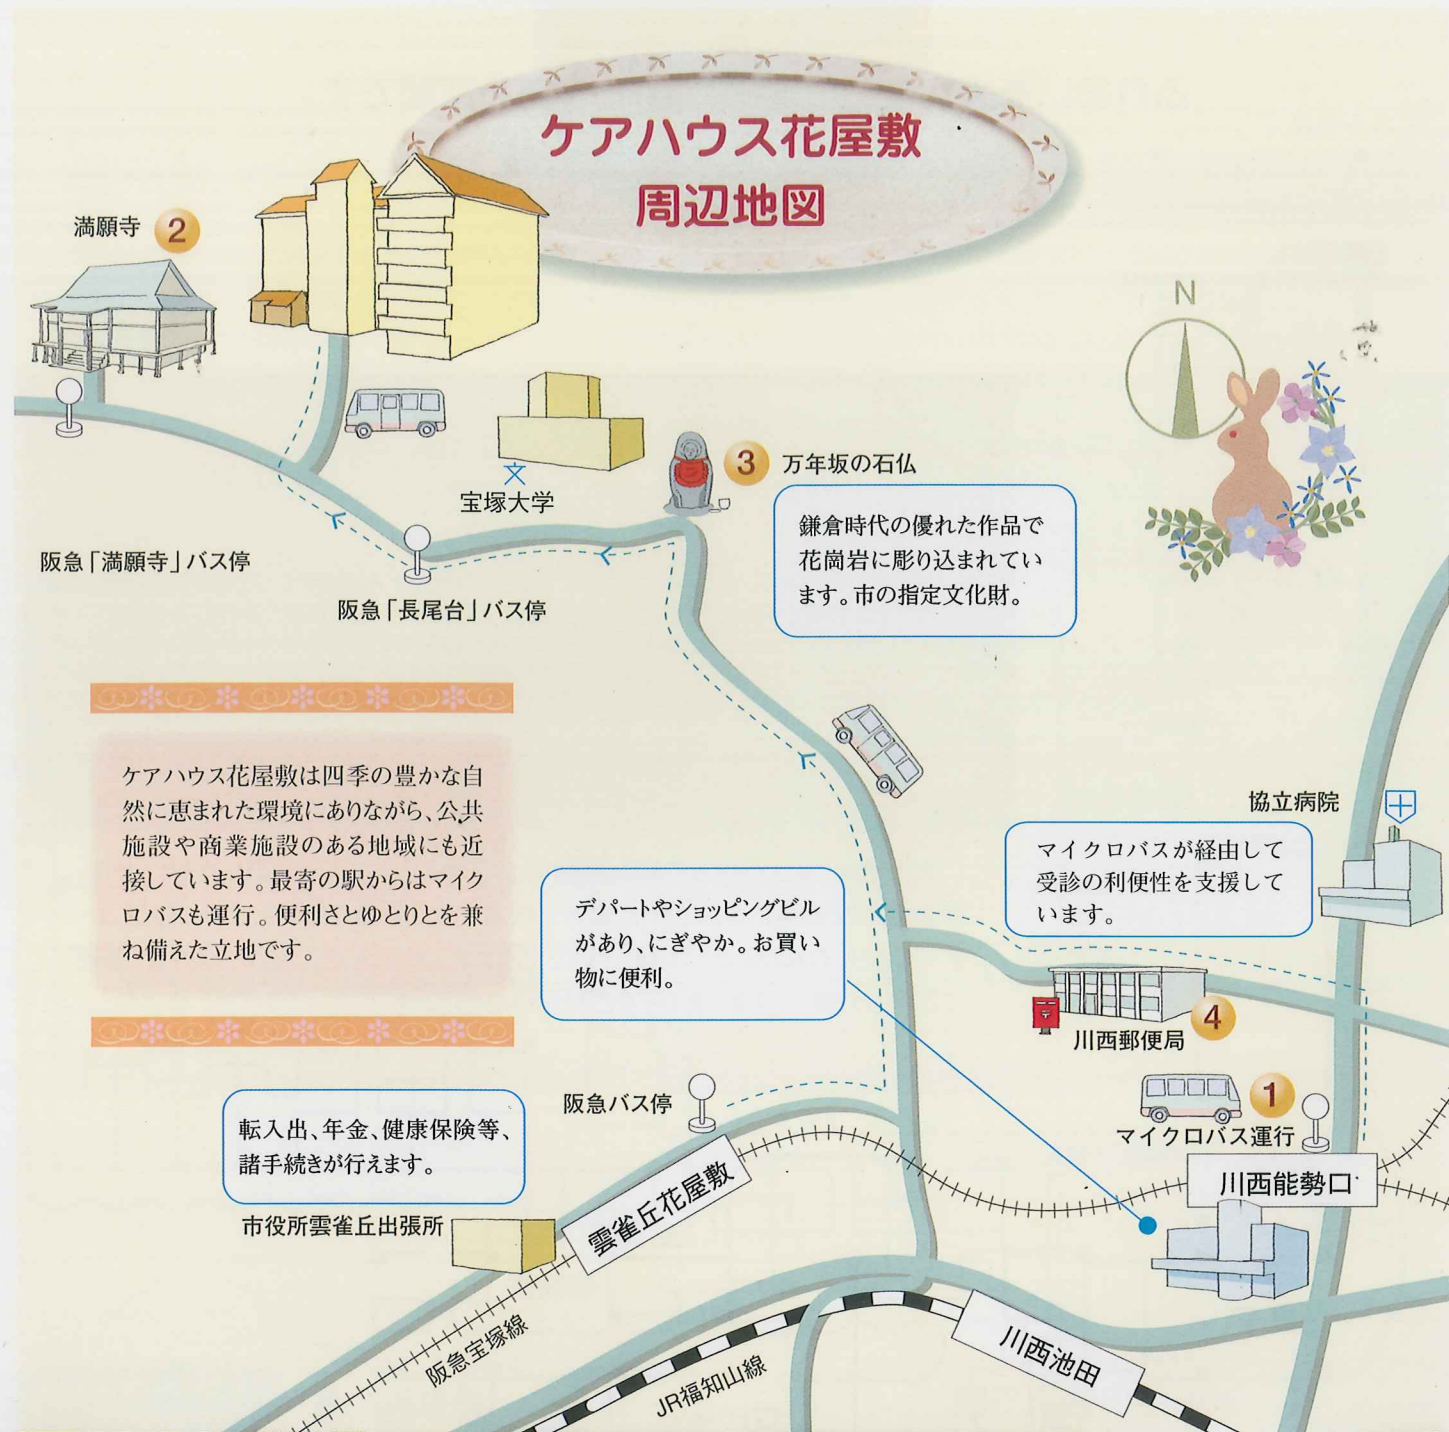 ケアハウス花屋敷
周辺地図
満願寺
2
N
文
宝塚大学
3
万年坂の石仏
鎌倉時代の優れた作品で
花崗岩に彫り込まれてい
ます。市の指定文化財。
阪急「満願寺」バス停
阪急「長尾台」バス停
ケアハウス花屋敷は四季の豊かな自
然に恵まれた環境にありながら、公共
施設や商業施設のある地域にも近
接しています。最寄の駅からはマイク
ロバスも運行。便利さとゆとりとを兼
ね備えた立地です。
協立病院
マイクロバスが経由して
受診の利便性を支援して
います。
デパートやショッピングビル
があり、にぎやか。お買い
物に便利。
〒
4
川西郵便局
1
マイクロバス運行
阪急バス停
転入出、年金、健康保険等、
諸手続きが行えます。
市役所雲雀丘出張所
雲雀丘花屋敷
川西能勢口
阪急宝塚線
JR福知山線
川西池田